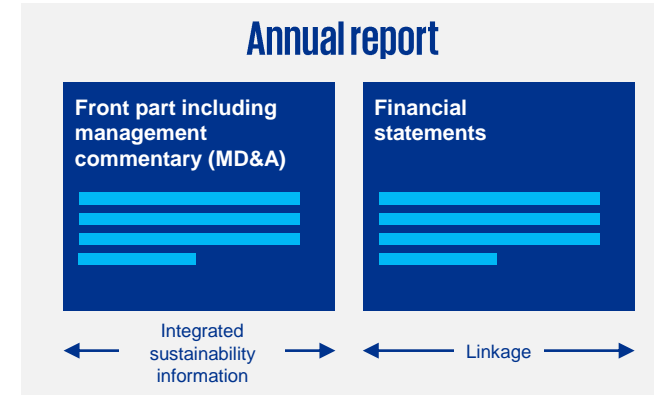 Annual report
Front part including
management
commentary (MD&A)
Financial
statements
Integrated
sustainability
information
Linkage